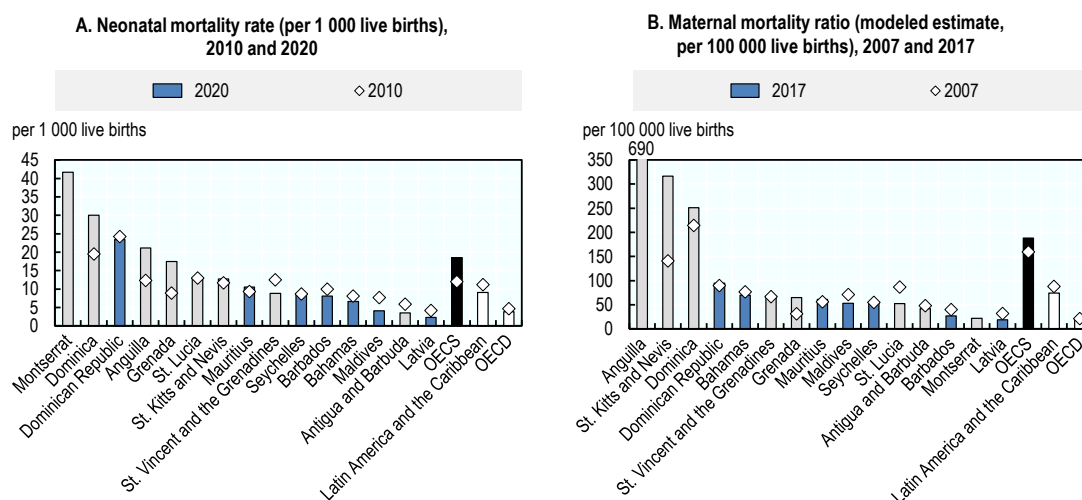 A. Neonatal mortality rate (per 1 000 live births),
2010 and 2020
2020
2010
per 1 000 live births
45
40
35
30
25
20
15
10
5
0
Montserrat
Dominica
Dominican Republic
Anguilla
Grenada
St. Lucia
St. Kitts and Nevis
Mauritius
St. Vincent and the Grenadines
Seychelles
Barbados
Bahamas
Maldives
Antigua and Barbuda
Latvia
OECS
Latin America and the Caribbean
OECD
B. Maternal mortality ratio (modeled estimate,
per 100 000 live births), 2007 and 2017
2017
2007
per 100 000 live births
690
350
300
250
200
150
100
50
0
Anguilla
St. Kitts and Nevis
Dominica
Dominican Republic
Bahamas
St. Vincent and the Grenadines
Grenada
Mauritius
Maldives
Seychelles
St. Lucia
Antigua and Barbuda
Barbados
Montserrat
Latvia
OECS
Latin America and the Caribbean
OECD